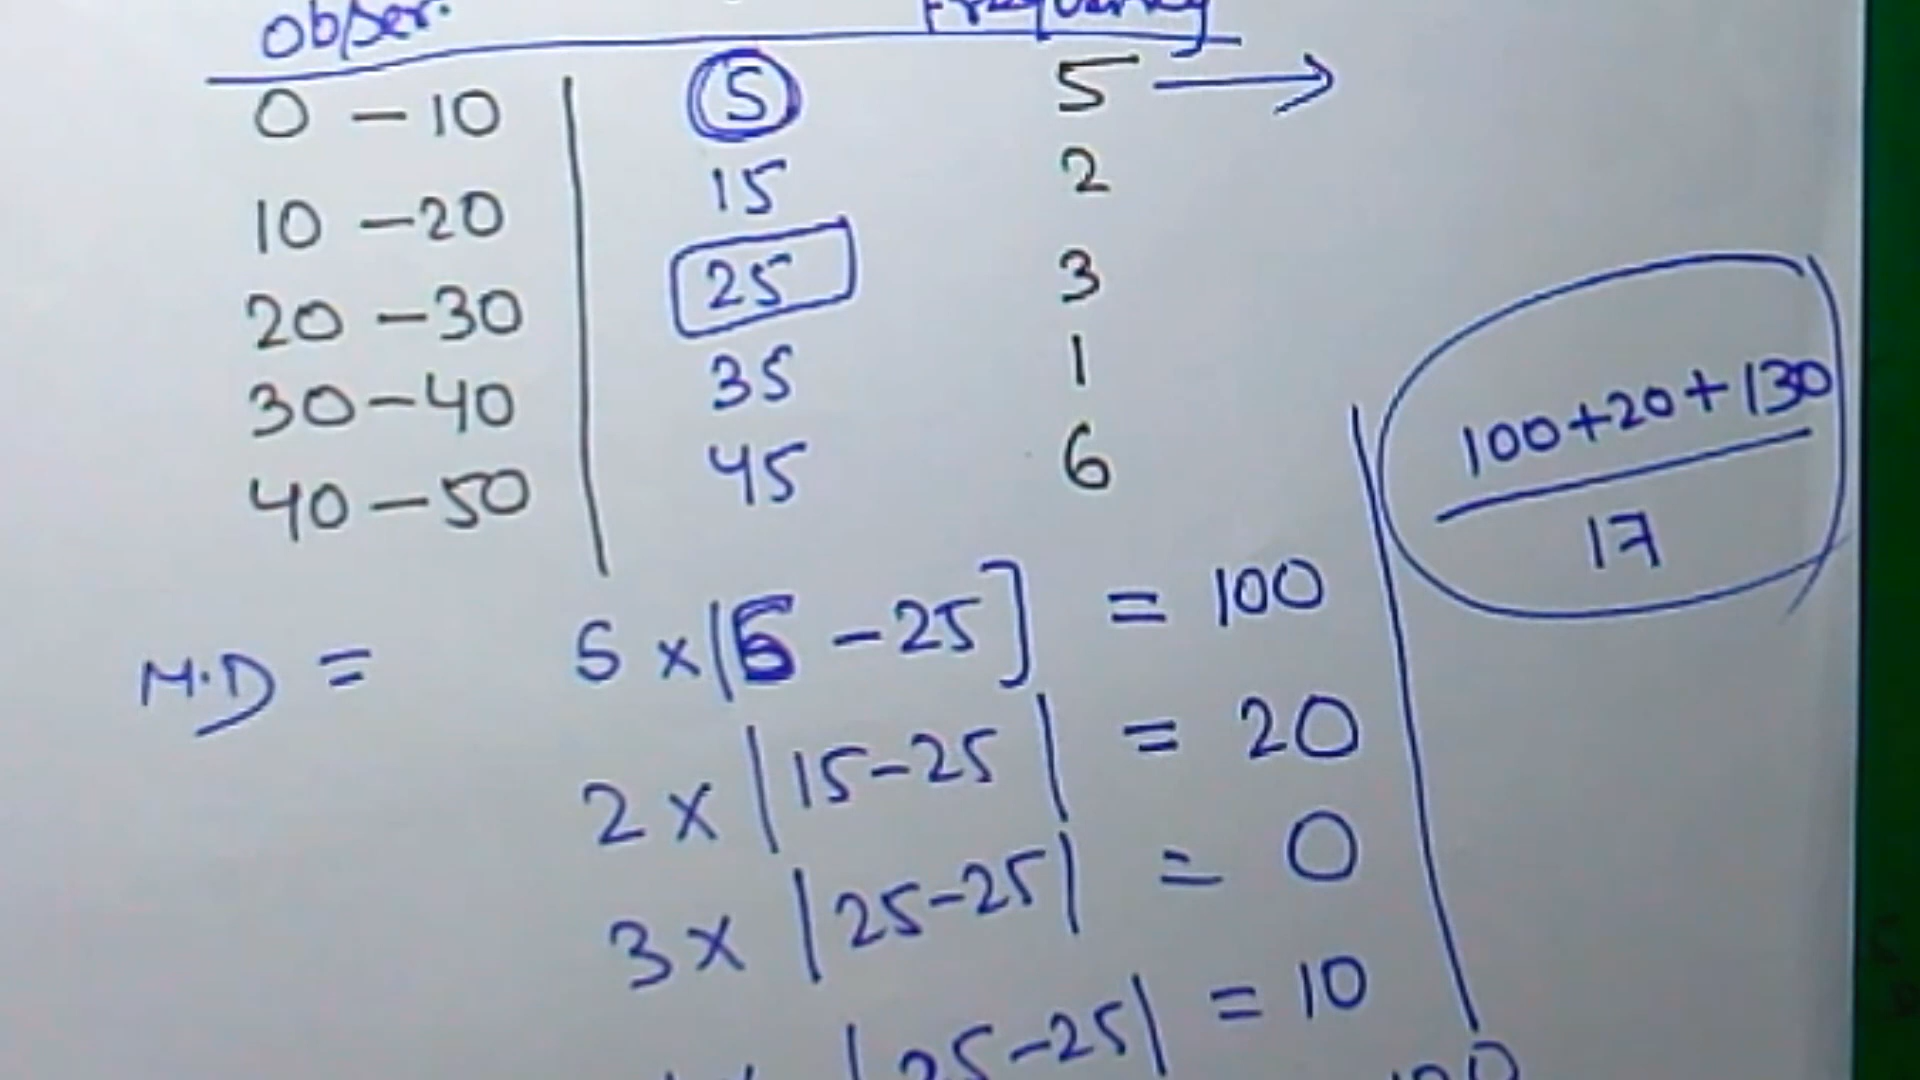 Obser. Frequency
0 - 10 5 5 →
10 - 20 15 2
20 - 30 25 3
30 - 40 35 1
40 - 50 45 6
100+20+130
17
M.D = 5 x |5 - 25] = 100
2 x |15-25| = 20
3 x |25-25| = 0
|35-25| = 10